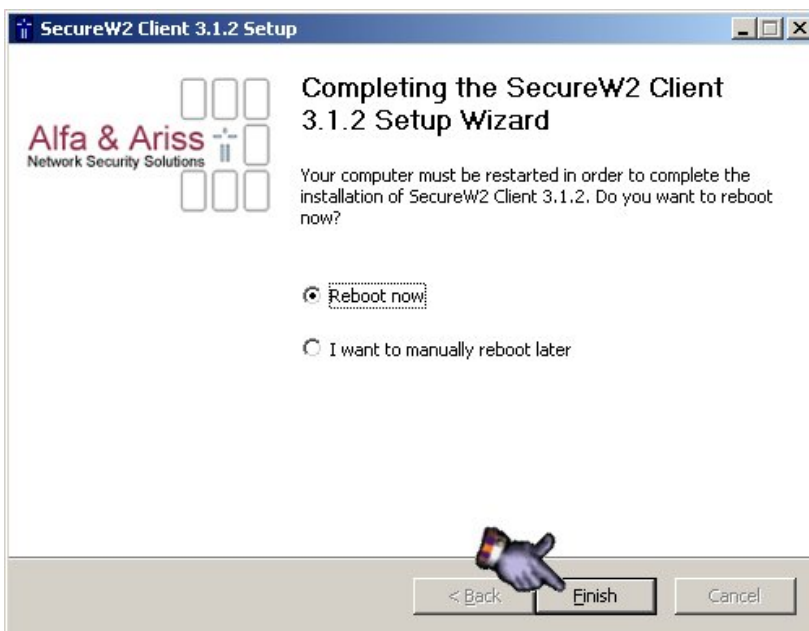 SecureW2 Client 3.1.2 Setup
Alfa & Ariss
Network Security Solutions
Completing the SecureW2 Client
3.1.2 Setup Wizard
Your computer must be restarted in order to complete the
installation of SecureW2 Client 3.1.2. Do you want to reboot
now?
Reboot now
I want to manually reboot later
< Back
Finish
Cancel